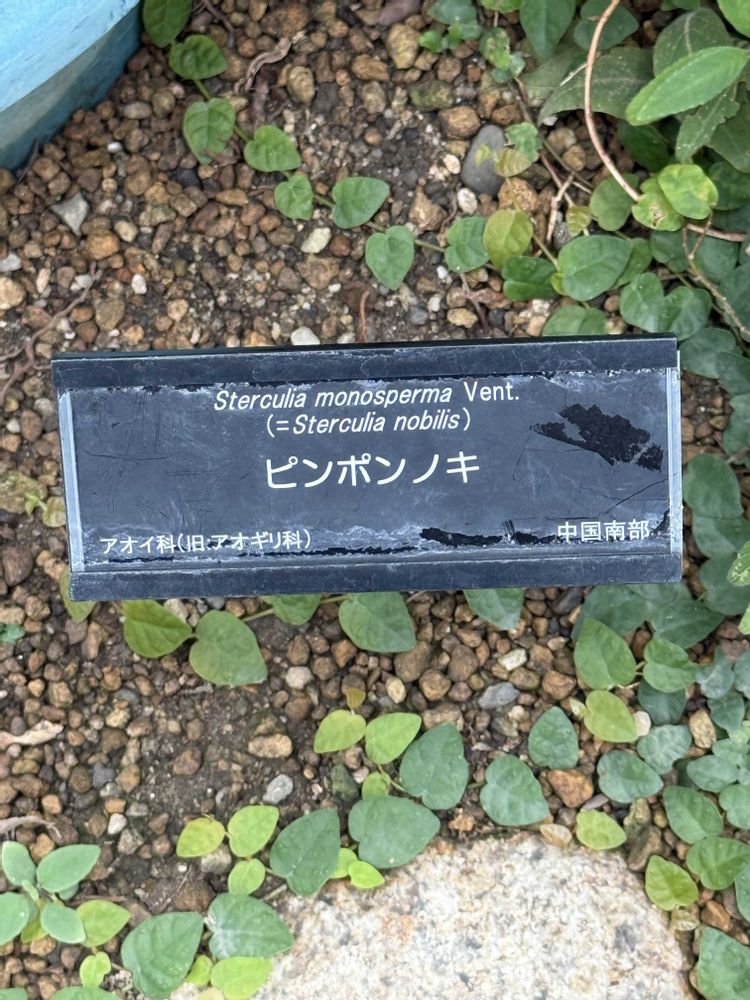 Sterculia monosperma Vent.
(=Sterculia nobilis)
ピンポンノキ
アオイ科(旧:アオギリ科)
中国南部